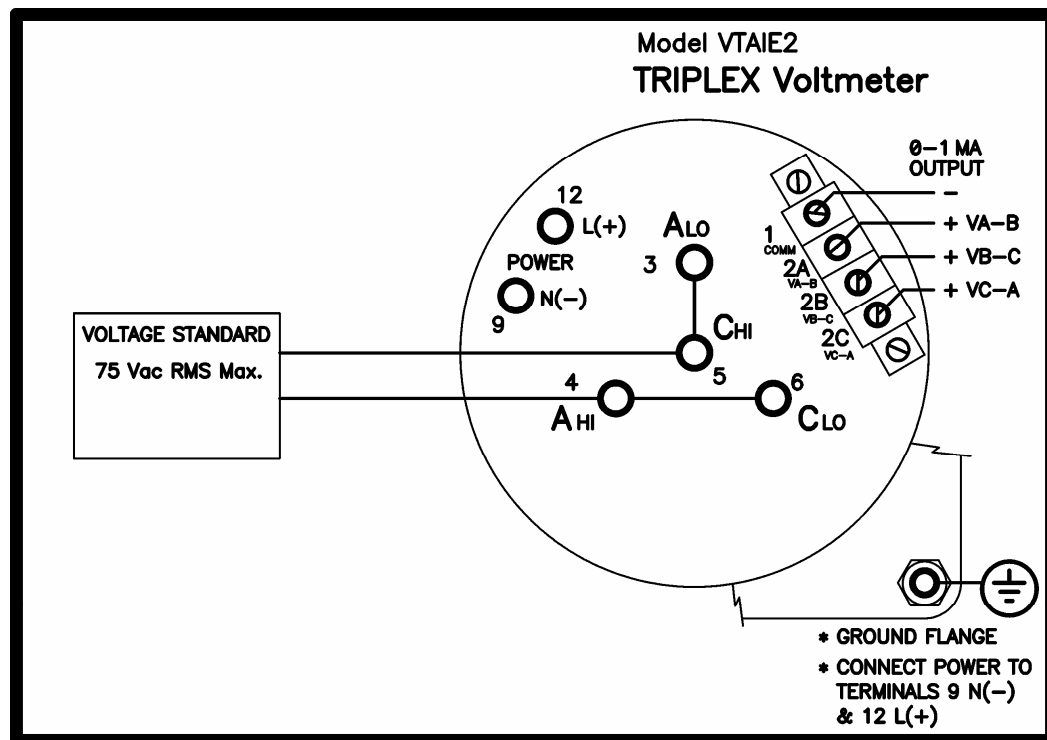 Model VTAIE2
TRIPLEX Voltmeter
0-1 MA
OUTPUT
-
+ VA-B
+ VB-C
+ VC-A
12
L(+)
POWER
N(-)
9
ALO
3
CHI
5
4
AHI
6
CLO
1
COMM
2A
VA-B
2B
VB-C
2C
VC-A
VOLTAGE STANDARD
75 Vac RMS Max.
* GROUND FLANGE
* CONNECT POWER TO
TERMINALS 9 N(-)
& 12 L(+)